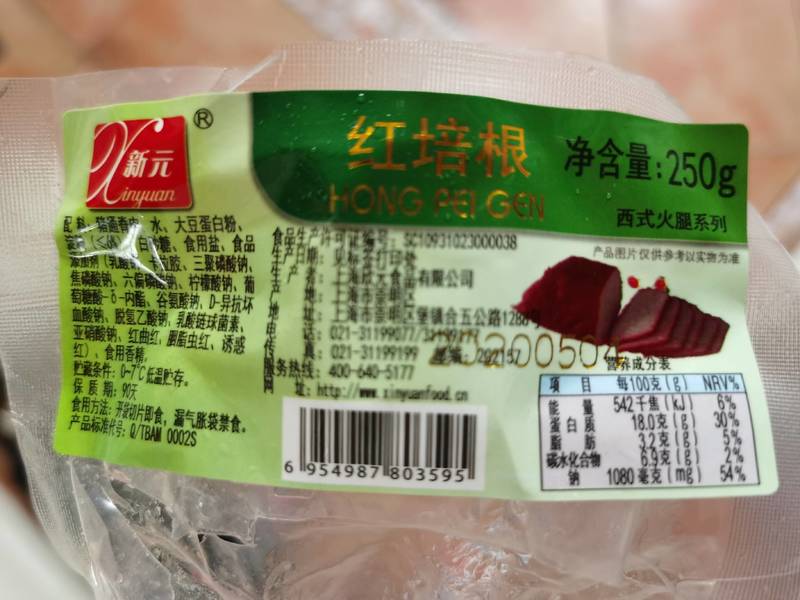 新元
Xinyuan
®
红培根
HONG PEI GEN
净含量:250g
西式火腿系列
产品图片仅供参考以实物为准
水、大豆蛋白粉、
白砂糖、食用盐、食品
三聚磷酸钠、
焦磷酸钠、六偏磷酸钠、柠檬酸钠、葡
萄糖酸-δ-内酯、谷氨酸钠、D-异抗坏
血酸钠、脱氢乙酸钠、乳酸链球菌素、
亚硝酸钠、红曲红、胭脂虫红、诱惑
红)、食用香精。
贮藏条件:0~7℃低温贮存。
保质期:90天
食用方法:开袋切片即食,漏气胀袋禁食。
产品标准代号:Q/TBAM 0002S
食品生产许可证编号:SC10931023000038
生产日期:见标签打印处
生产者:上海欣天食品有限公司
产地:上海市崇明区
地址:上海市崇明区堡镇合五公路1288号
电话:021-31199077/
传真:021-31199199 邮编:202157
服务热线:400-640-5177
网址:http://www.xinyuanfood.cn
20200504
6 954987 803595
营养成分表
项目 每100克(g) NRV%
能量 542千焦(kJ) 6%
蛋白质 18.0克(g) 30%
脂肪 3.2克(g) 5%
碳水化合物 6.9克(g) 2%
钠 1080毫克(mg) 54%